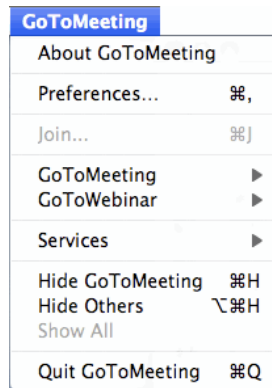 GoToMeeting
About GoToMeeting
Preferences... ⌘,
Join... ⌘J
GoToMeeting
GoToWebinar
Services
Hide GoToMeeting ⌘H
Hide Others ⌥⌘H
Show All
Quit GoToMeeting ⌘Q